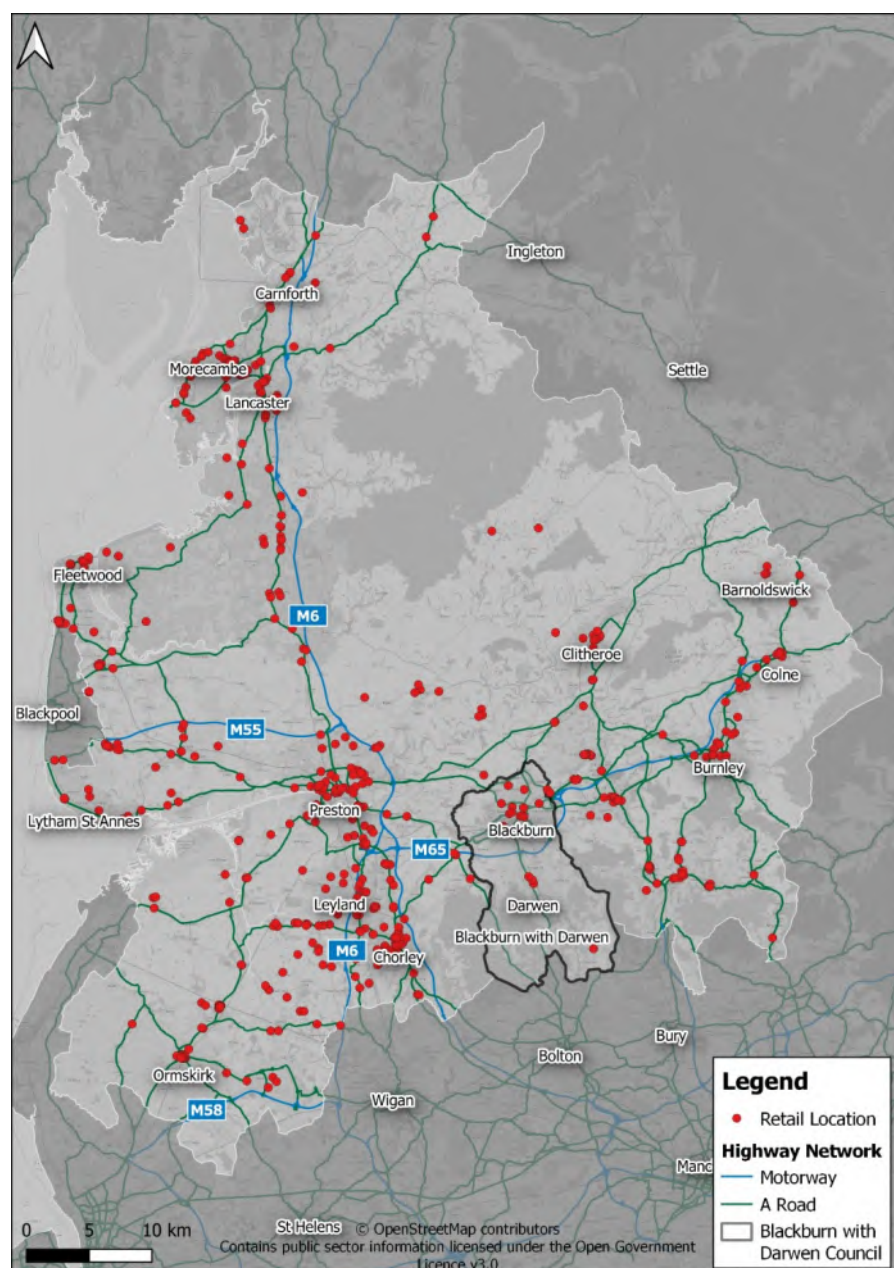 Ingleton
Carnforth
Morecambe
Settle
Lancaster
Fleetwood
Barnoldswick
M6
Clitheroe
Colne
Blackpool
M55
Burnley
Preston
Lytham St Annes
Blackburn
M65
Leyland
Darwen
Blackburn with Darwen
M6
Chorley
Bury
Bolton
Ormskirk
Wigan
M58
Manc
St Helens
Legend
Retail Location
Highway Network
Motorway
A Road
Blackburn with
Darwen Council
0 5 10 km
© OpenStreetMap contributors
Contains public sector information licensed under the Open Government
Licence v3.0